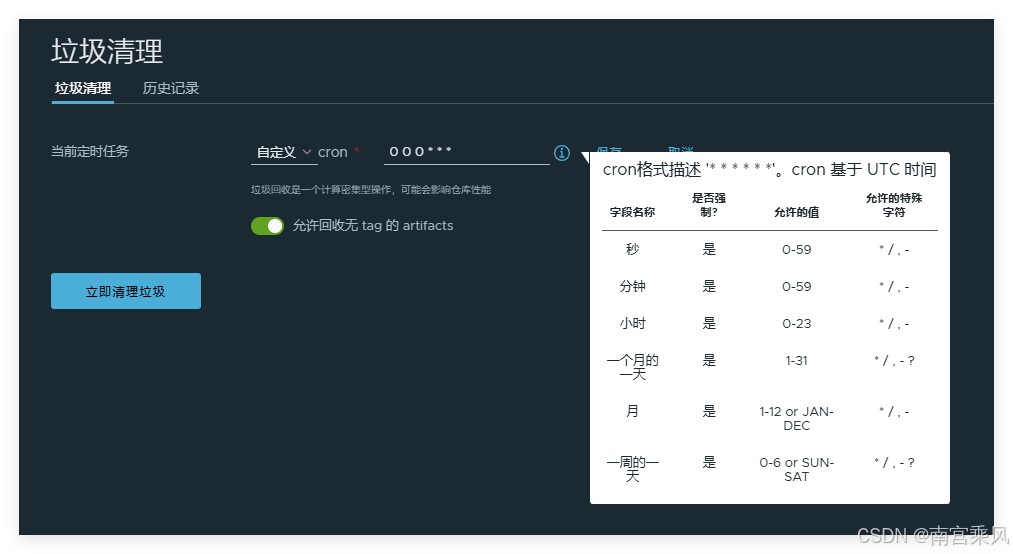 垃圾清理
垃圾清理 历史记录
当前定时任务 自定义 cron * 0 0 0 * * * 保存 取消
垃圾回收是一个计算密集型操作，可能会影响仓库性能
允许回收无 tag 的 artifacts
立即清理垃圾
cron格式描述 '* * * * * *'。cron 基于 UTC 时间
字段名称 是否强制？ 允许的值 允许的特殊字符
秒 是 0-59 * / , -
分钟 是 0-59 * / , -
小时 是 0-23 * / , -
一个月的一天 是 1-31 * / , - ?
月 是 1-12 or JAN-DEC * / , -
一周的一天 是 0-6 or SUN-SAT * / , - ?
CSDN @南宫乘风